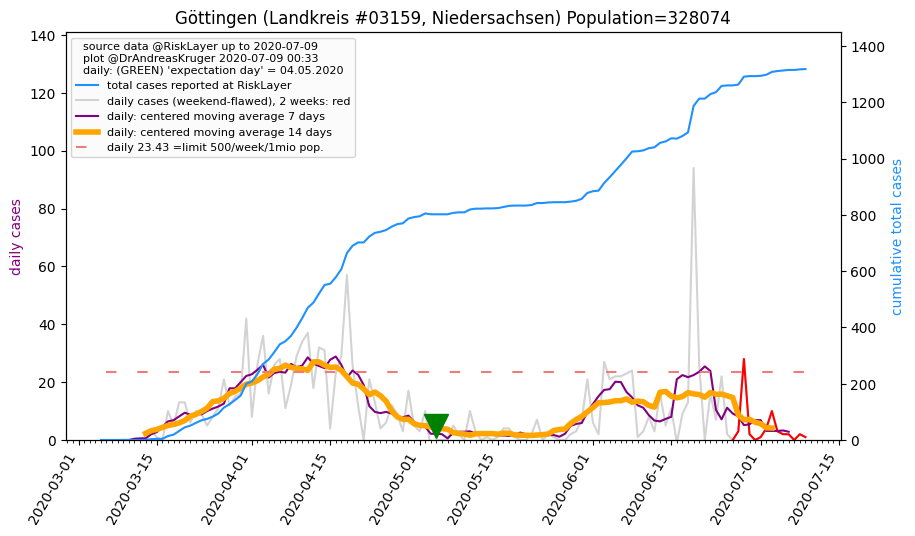 Göttingen (Landkreis #03159, Niedersachsen) Population=328074
source data @RiskLayer up to 2020-07-09
plot @DrAndreasKruger 2020-07-09 00:33
daily: (GREEN) 'expectation day' = 04.05.2020
total cases reported at RiskLayer
daily cases (weekend-flawed), 2 weeks: red
daily: centered moving average 7 days
daily: centered moving average 14 days
daily 23.43 =limit 500/week/1mio pop.
daily cases
140
120
100
80
60
40
20
0
cumulative total cases
1400
1200
1000
800
600
400
200
0
2020-03-01
2020-03-15
2020-04-01
2020-04-15
2020-05-01
2020-05-15
2020-06-01
2020-06-15
2020-07-01
2020-07-15